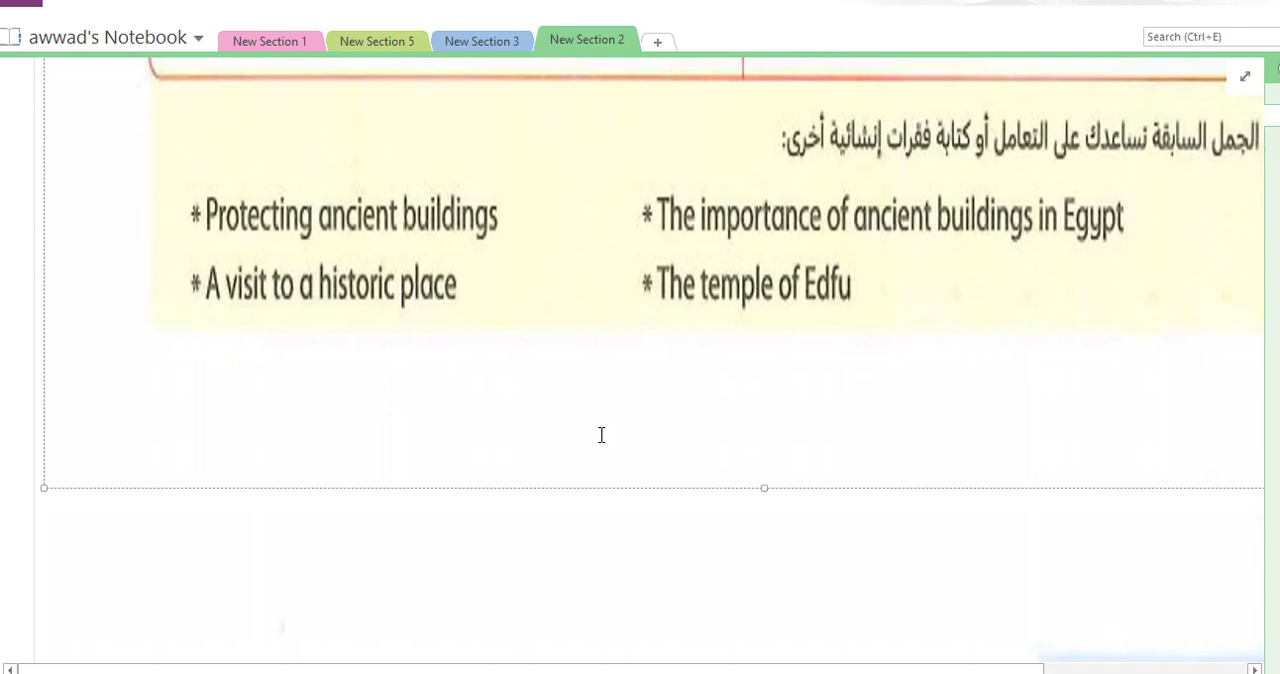 awwad's Notebook
New Section 1
New Section 5
New Section 3
New Section 2
+
Search (Ctrl+E)
الجمل السابقة تساعدك على التعامل أو كتابة فقرات إنشائية أخرى:
* Protecting ancient buildings
* The importance of ancient buildings in Egypt
* A visit to a historic place
* The temple of Edfu